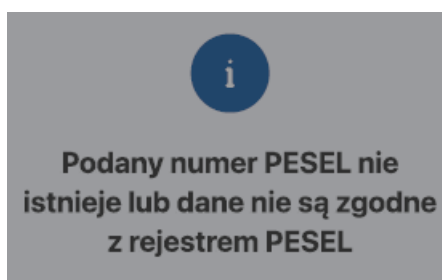 i
Podany numer PESEL nie
istnieje lub dane nie są zgodne
z rejestrem PESEL